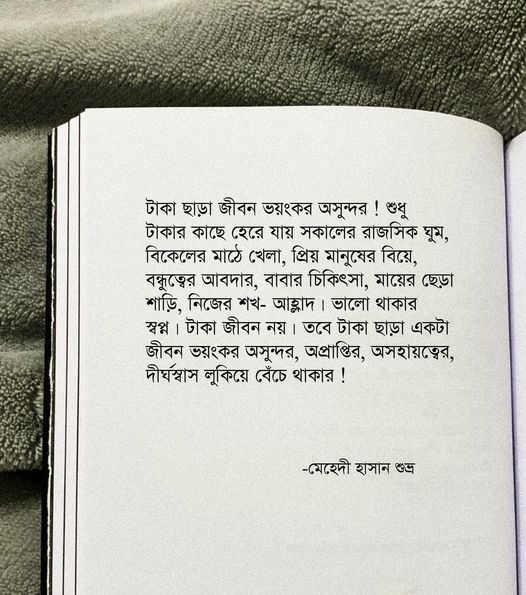 টাকা ছাড়া জীবন ভয়ংকর অসুন্দর ! শুধু
টাকার কাছে হেরে যায় সকালের রাজসিক ঘুম,
বিকেলের মাঠে খেলা, প্রিয় মানুষের বিয়ে,
বন্ধুত্বের আবদার, বাবার চিকিৎসা, মায়ের ছেড়া
শাড়ি, নিজের শখ- আহ্লাদ। ভালো থাকার
স্বপ্ন। টাকা জীবন নয়। তবে টাকা ছাড়া একটা
জীবন ভয়ংকর অসুন্দর, অপ্রাপ্তির, অসহায়ত্বের,
দীর্ঘস্বাস লুকিয়ে বেঁচে থাকার !
-মেহেদী হাসান শুভ্র